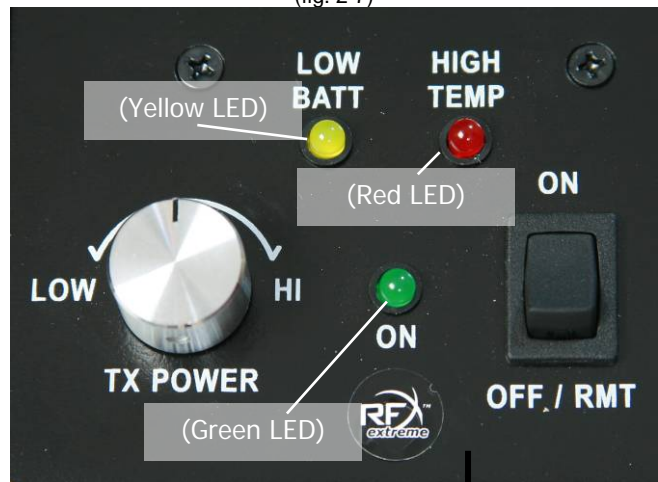 (fig. 2-7)
LOW BATT
HIGH TEMP
(Yellow LED)
(Red LED)
ON
LOW
HI
ON
TX POWER
OFF / RMT
(Green LED)
RFX™
extreme